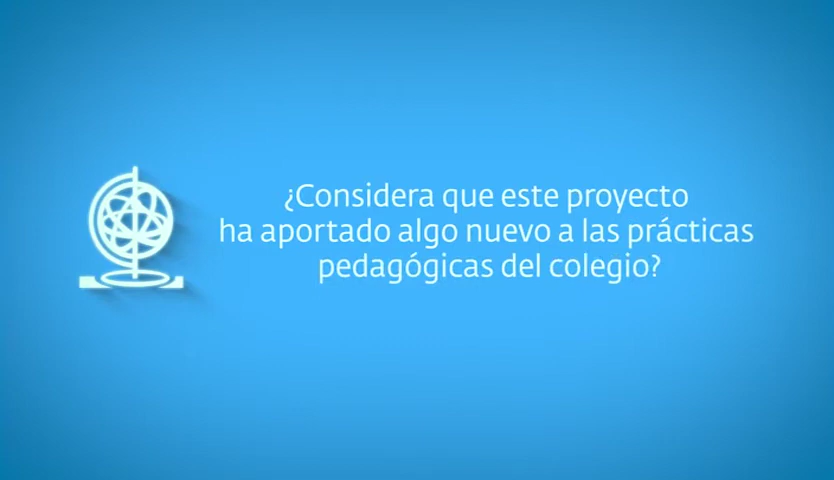 ¿Considera que este proyecto
ha aportado algo nuevo a las prácticas
pedagógicas del colegio?